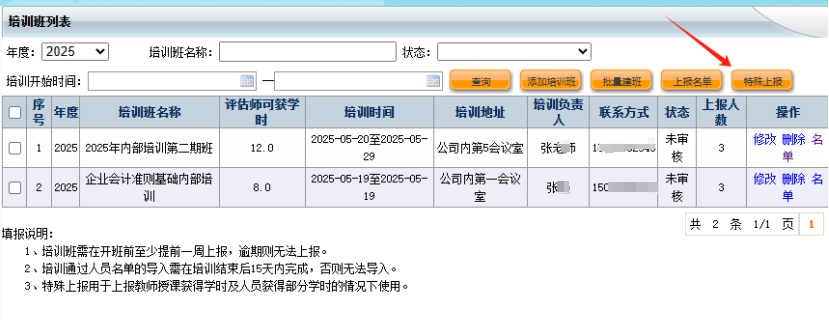 培训班列表
年度: 2025 培训班名称: 状态:
培训开始时间: — 查询 添加培训班 批量建班 上报名单 特殊上报
序号 年度 培训班名称 评估师可获学时 培训时间 培训地址 培训负责人 联系方式 状态 上报人数 操作
1 2025 2025年内部培训第二期班 12.0 2025-05-20至2025-05-29 公司内第5会议室 张 师 未审核 3 修改 删除 名单
2 2025 企业会计准则基础内部培训 8.0 2025-05-19至2025-05-19 公司内第一会议室 张 150 未审核 3 修改 删除 名单
共 2 条 1/1 页 1
填报说明:
1、培训班需在开班前至少提前一周上报，逾期则无法上报。
2、培训通过人员名单的导入需在培训结束后15天内完成，否则无法导入。
3、特殊上报用于上报教师授课获得学时及人员获得部分学时的情况下使用。